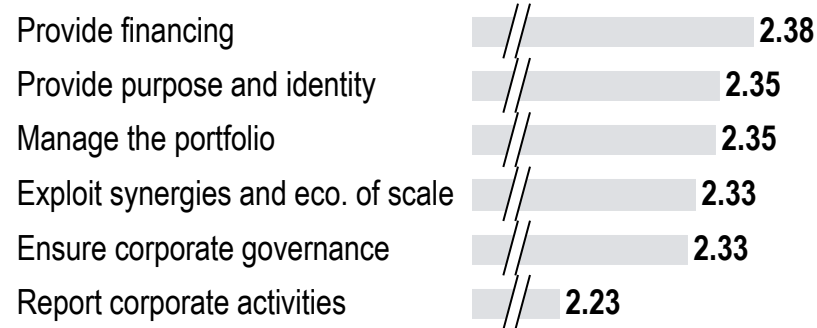 Provide financing 2.38
Provide purpose and identity 2.35
Manage the portfolio 2.35
Exploit synergies and eco. of scale 2.33
Ensure corporate governance 2.33
Report corporate activities 2.23